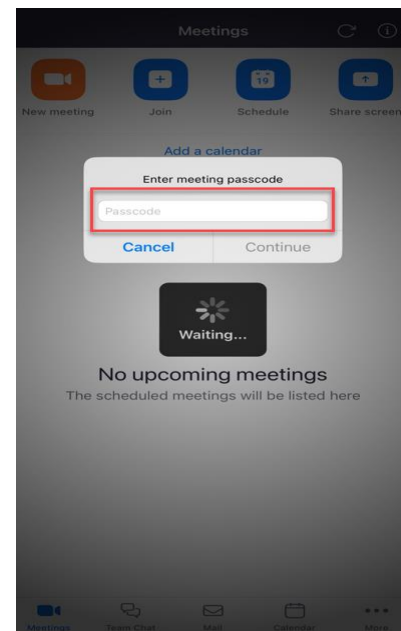 Meetings
19
New meeting Join Schedule Share screen
Add a calendar
Enter meeting passcode
Passcode
Cancel Continue
Waiting...
No upcoming meetings
The scheduled meetings will be listed here
Meetings Team Chat Mail Calendar More